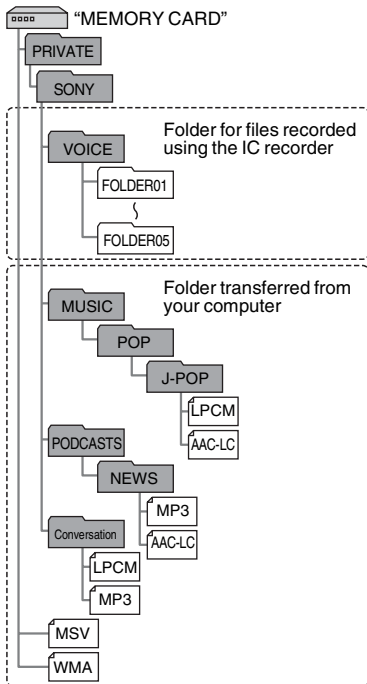 “MEMORY CARD”
PRIVATE
SONY
Folder for files recorded
using the IC recorder
VOICE
FOLDER01
FOLDER05
Folder transferred from
your computer
MUSIC
POP
J-POP
LPCM
AAC-LC
PODCASTS
NEWS
MP3
AAC-LC
Conversation
LPCM
MP3
MSV
WMA